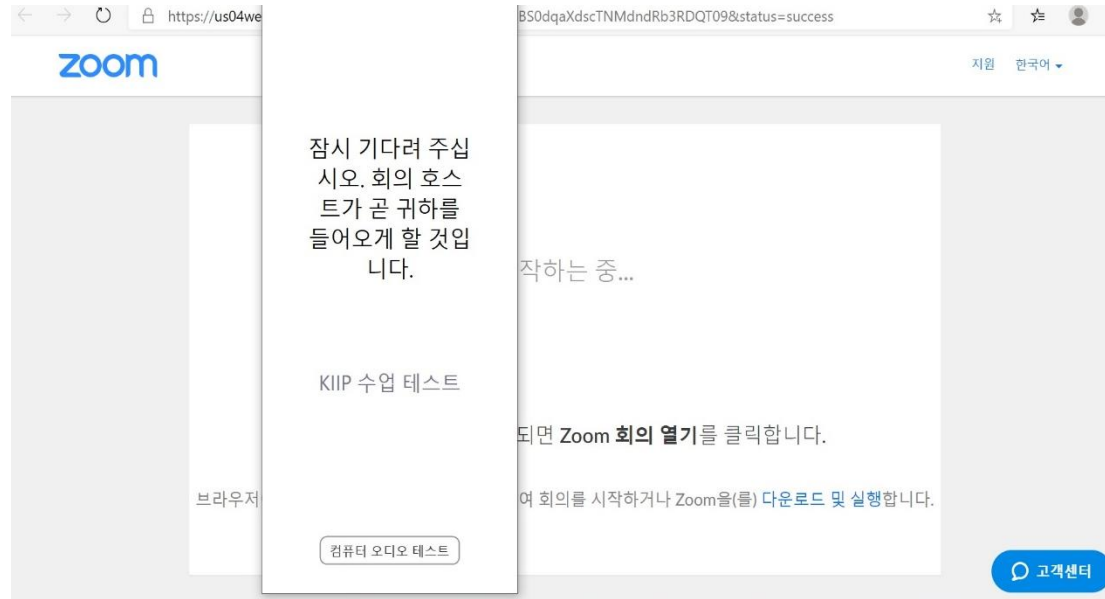 https://us04we
BS0dqaXdscTNMdndRb3RDQT09&status=success
zoom
지원 한국어
잠시 기다려 주십
시오. 회의 호스
트가 곧 귀하를
들어오게 할 것입
니다.
작하는 중...
KIIP 수업 테스트
되면 Zoom 회의 열기를 클릭합니다.
브라우저
여 회의를 시작하거나 Zoom을(를) 다운로드 및 실행합니다.
컴퓨터 오디오 테스트
고객센터